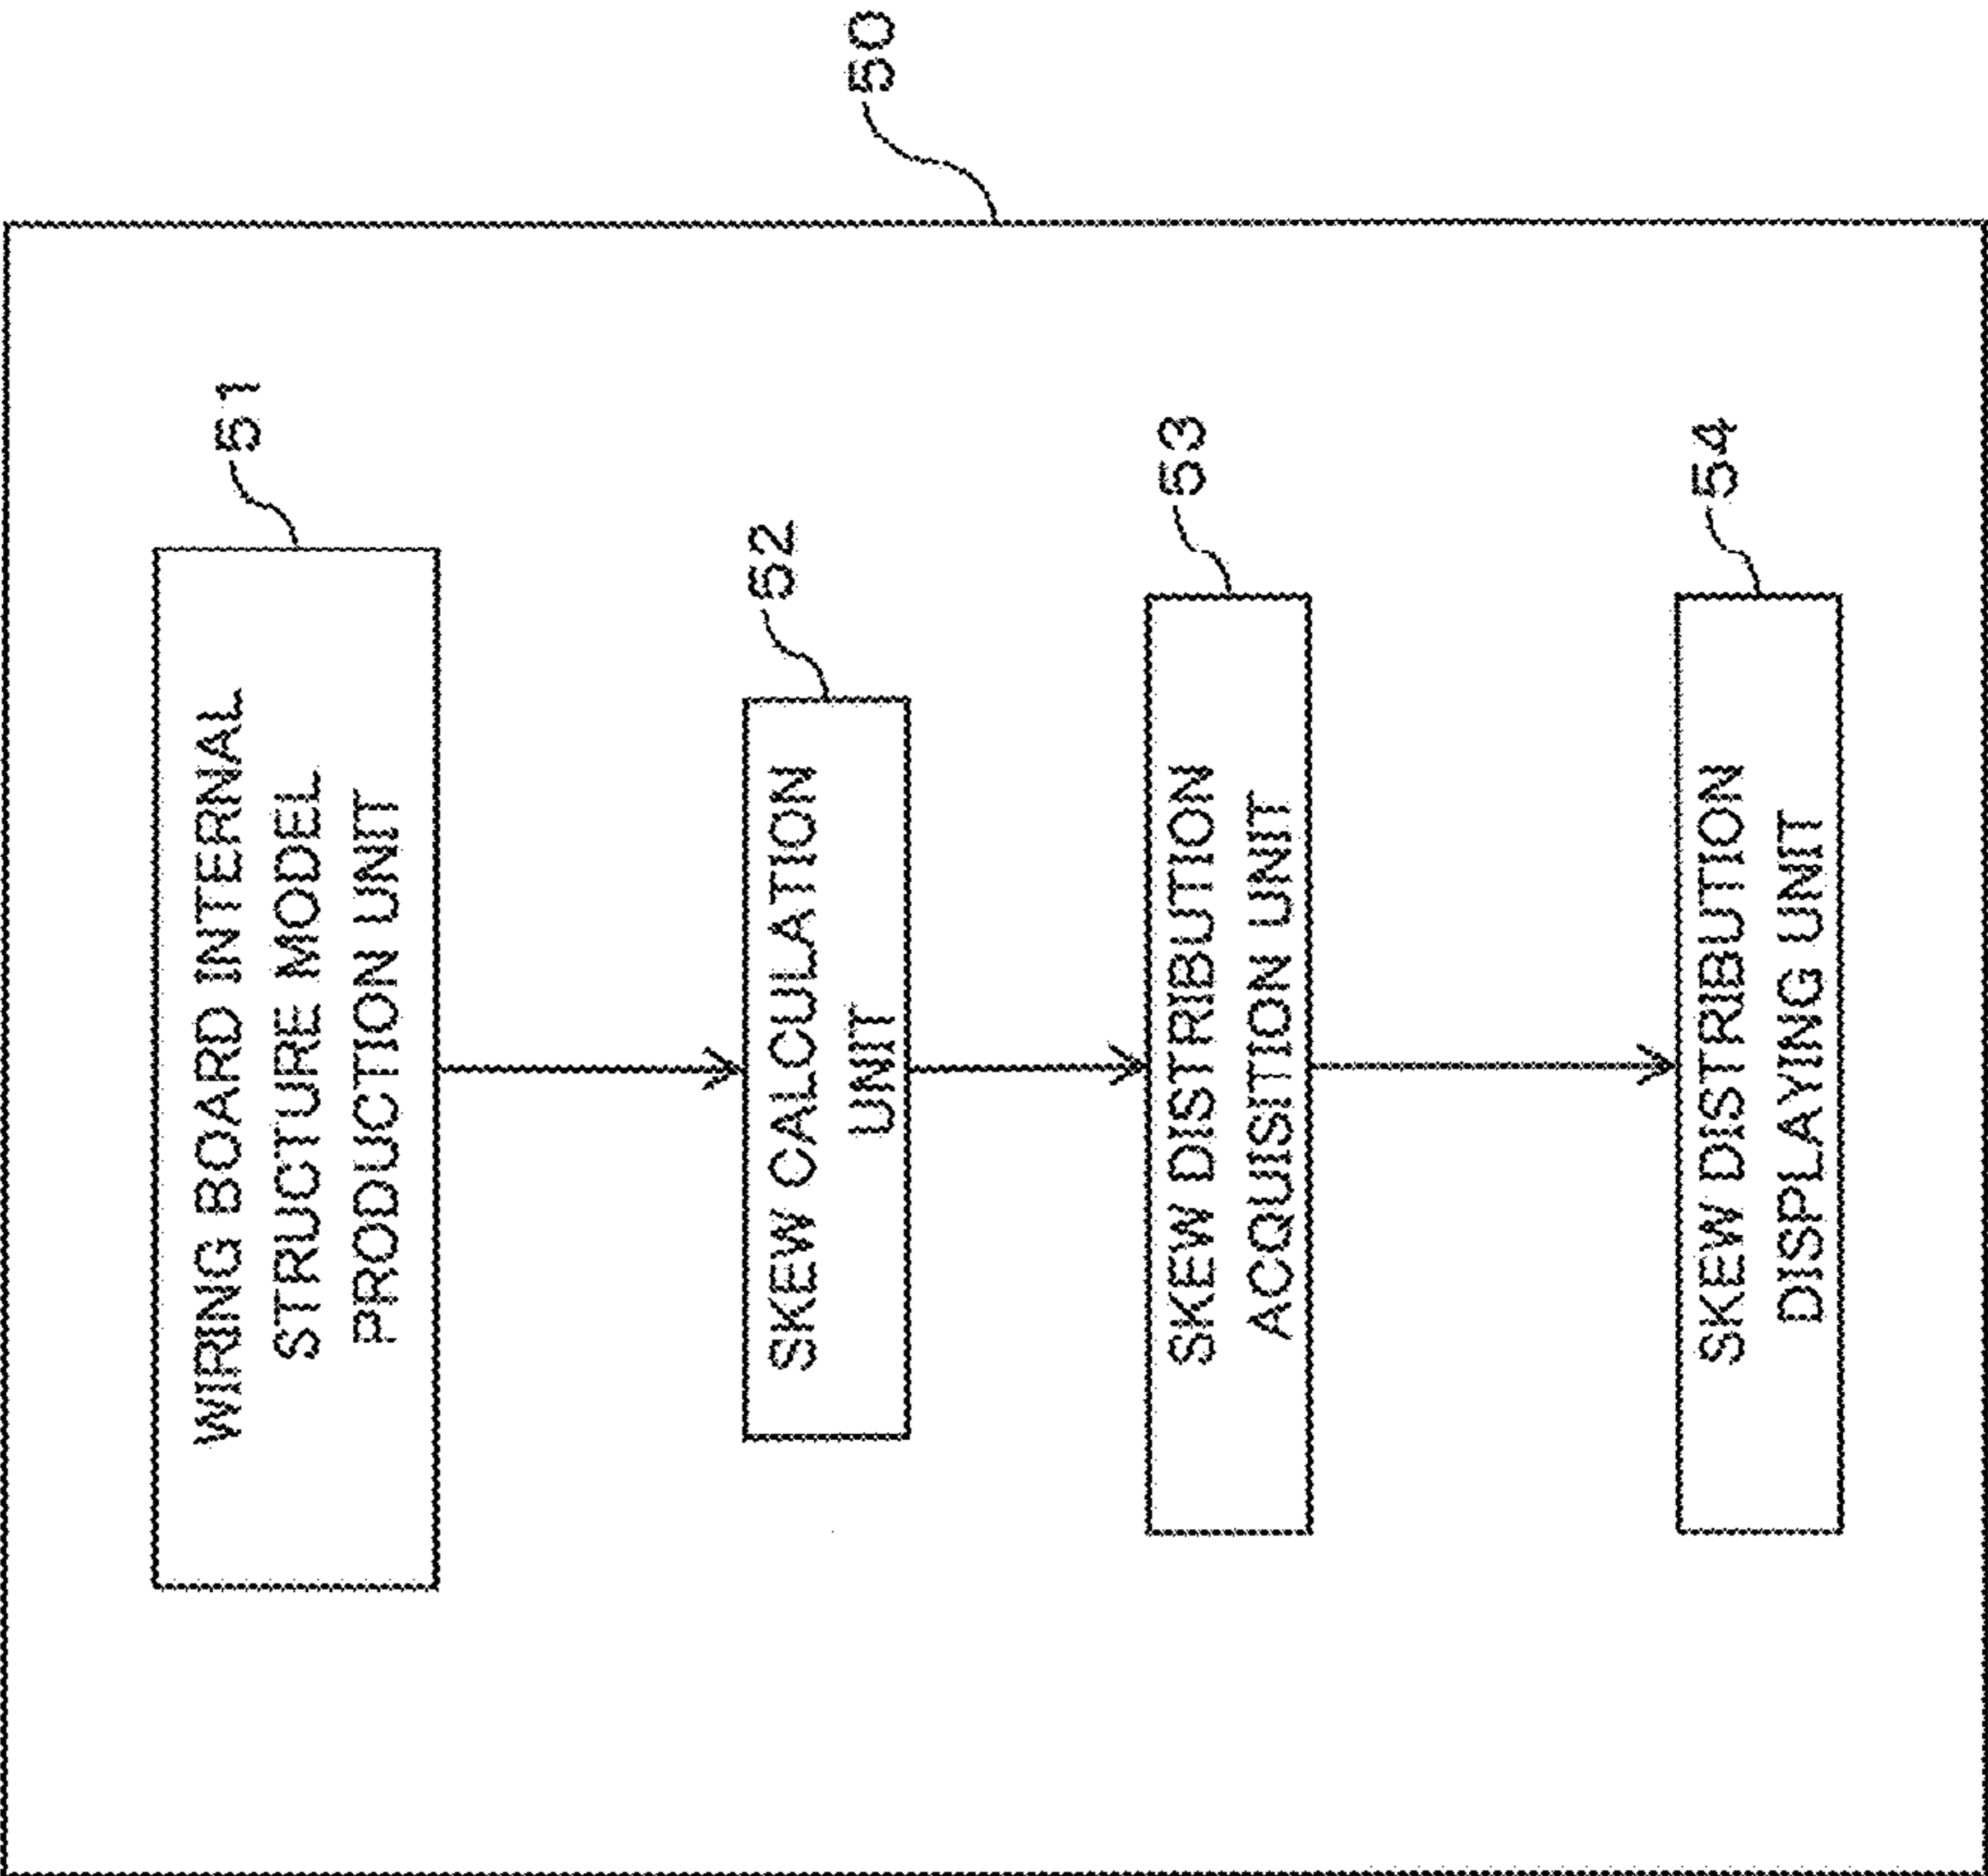 50
51
WIRING BOARD INTERNAL
STRUCTURE MODEL
PRODUCTION UNIT
52
SKEW CALCULATION
UNIT
53
SKEW DISTRIBUTION
ACQUISITION UNIT
54
SKEW DISTRIBUTION
DISPLAYING UNIT